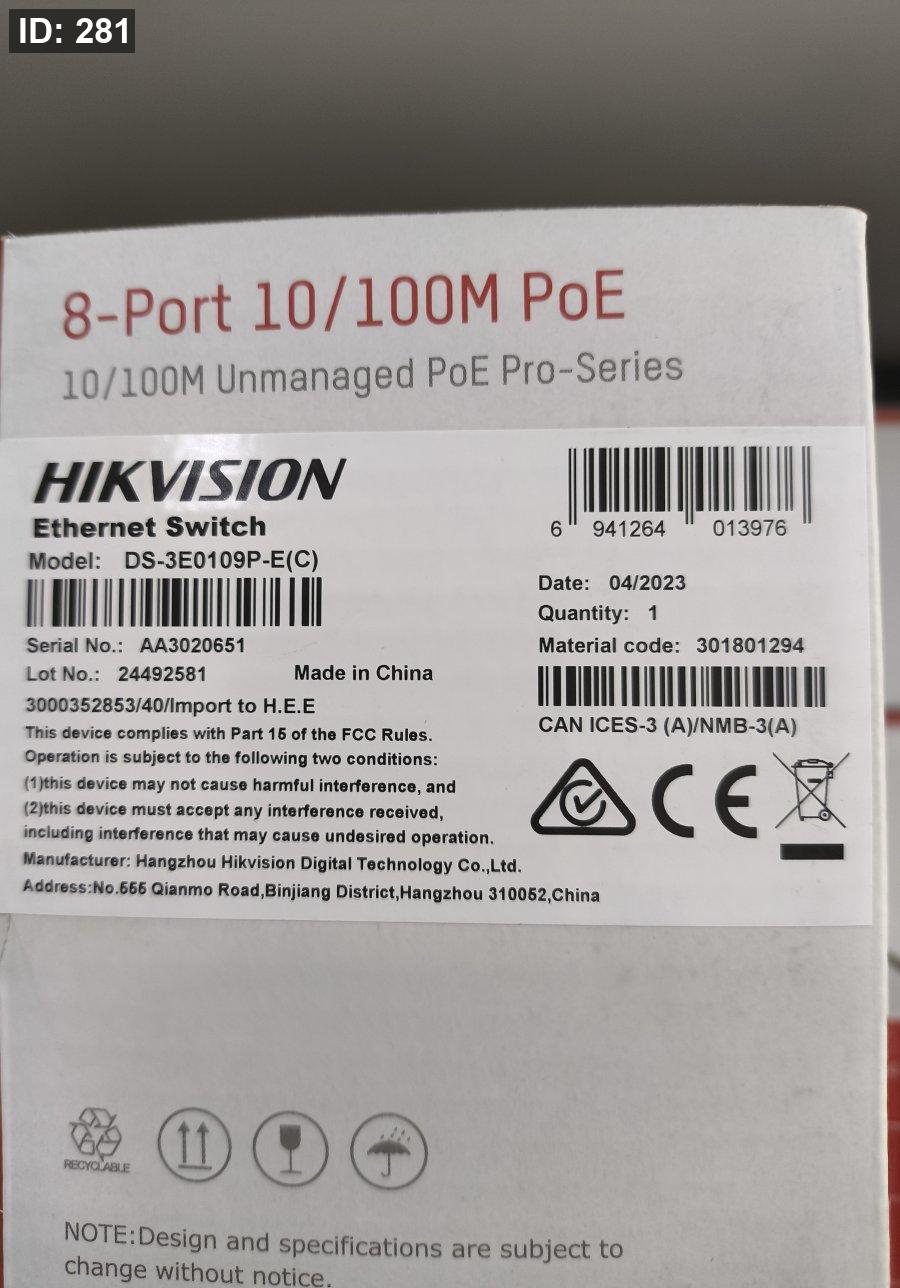 ID: 281
8-Port 10/100M PoE
10/100M Unmanaged PoE Pro-Series
HIKVISION
Ethernet Switch
Model: DS-3E0109P-E(C)
Serial No.: AA3020651
Lot No.: 24492581 Made in China
3000352853/40/Import to H.E.E
This device complies with Part 15 of the FCC Rules.
Operation is subject to the following two conditions:
(1)this device may not cause harmful interference, and
(2)this device must accept any interference received,
including interference that may cause undesired operation.
Manufacturer: Hangzhou Hikvision Digital Technology Co.,Ltd.
Address:No.555 Qianmo Road,Binjiang District,Hangzhou 310052,China
6 941264 013976
Date: 04/2023
Quantity: 1
Material code: 301801294
CAN ICES-3 (A)/NMB-3(A)
CE
RECYCLABLE
NOTE:Design and specifications are subject to
change without notice.